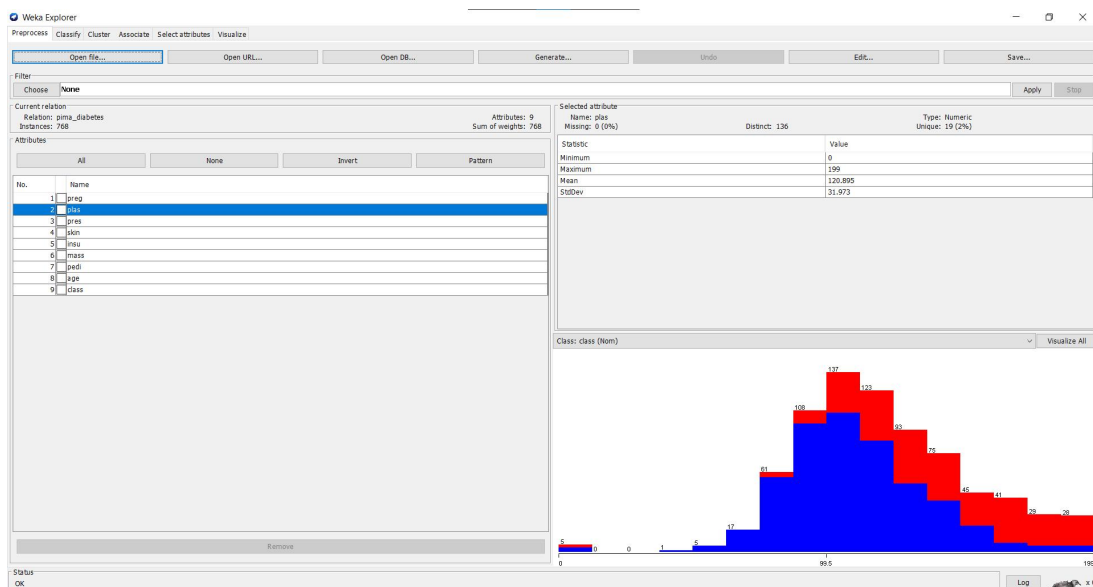 Weka Explorer
Preprocess Classify Cluster Associate Select attributes Visualize
Open file... Open URL... Open DB... Generate... Undo Edit... Save...
Filter
Choose None Apply Stop
Current relation
Relation: pima_diabetes Attributes: 9
Instances: 768 Sum of weights: 768
Attributes
All None Invert Pattern
No. Name
1 preg
2 plas
3 pres
4 skin
5 insu
6 mass
7 pedi
8 age
9 class
Remove
Selected attribute
Name: plas Type: Numeric
Missing: 0 (0%) Distinct: 136 Unique: 19 (2%)
Statistic Value
Minimum 0
Maximum 199
Mean 120.895
StdDev 31.973
Class: class (Nom) Visualize All
137
123
108
93
75
61
45
41
29 28
17
5 0 0 1 5
0 99.5 199
Status
OK Log x